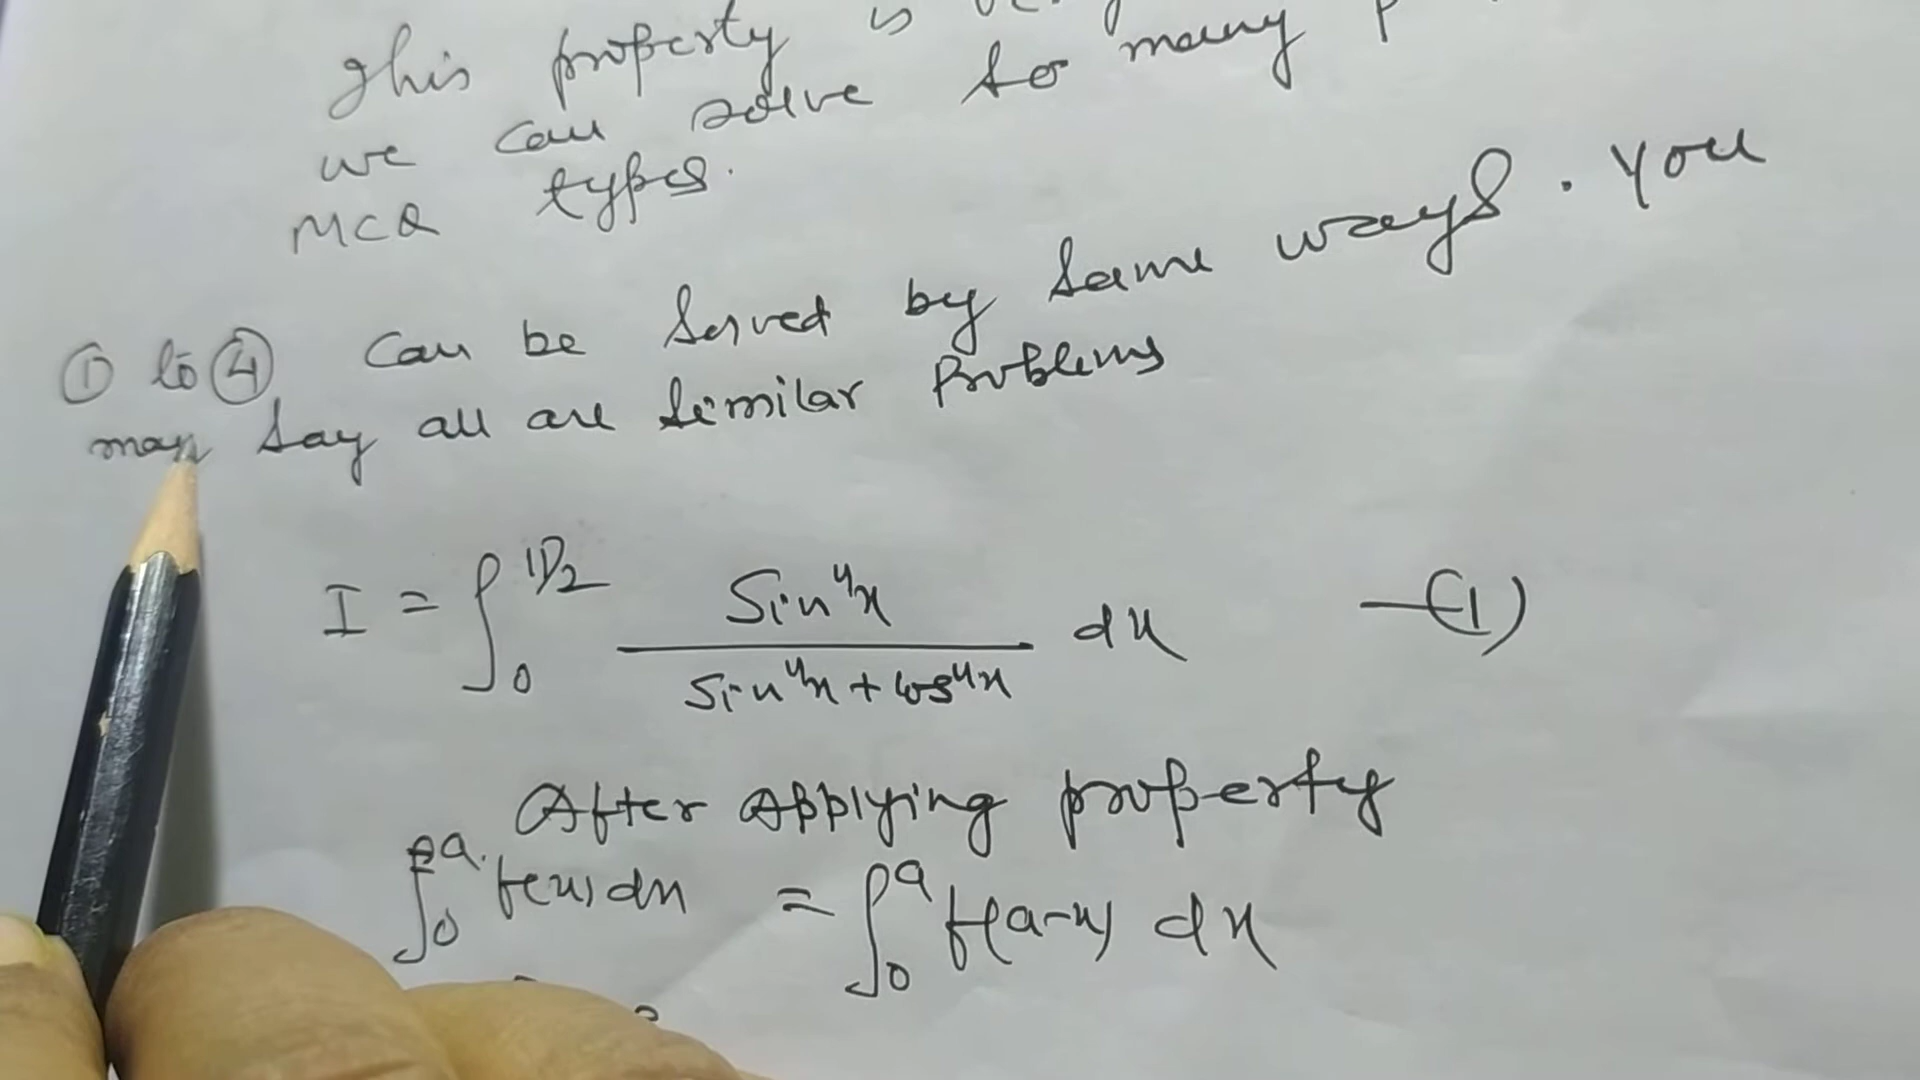 This property is
we can solve so many
MCQ types.
① to ④ can be solved by same ways. You
may say all are similar problems
I = ∫₀^{π/2} sin⁴x / (sin⁴x + cos⁴x) dx —(1)
After applying property
∫₀^a f(x) dx = ∫₀^a f(a-x) dx